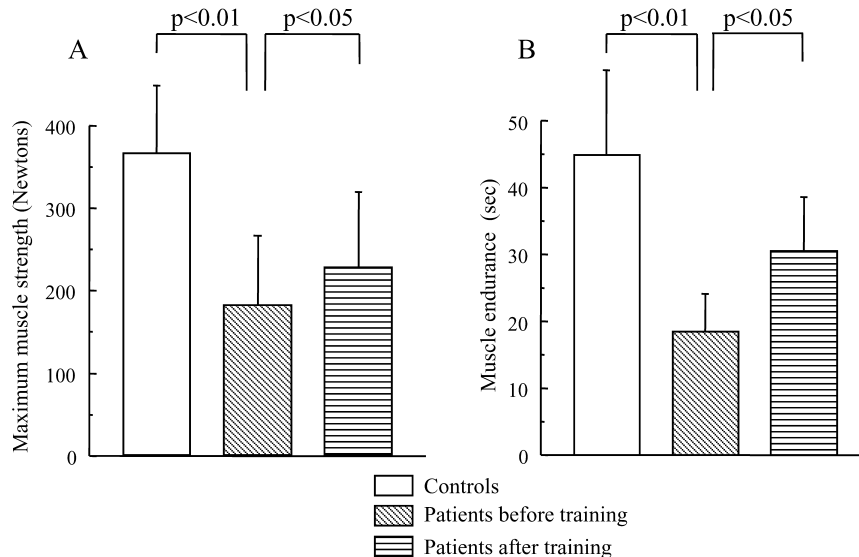 A
p<0.01
p<0.05
Maximum muscle strength (Newtons)
400
300
200
100
0
B
p<0.01
p<0.05
Muscle endurance (sec)
50
40
30
20
10
0
Controls
Patients before training
Patients after training